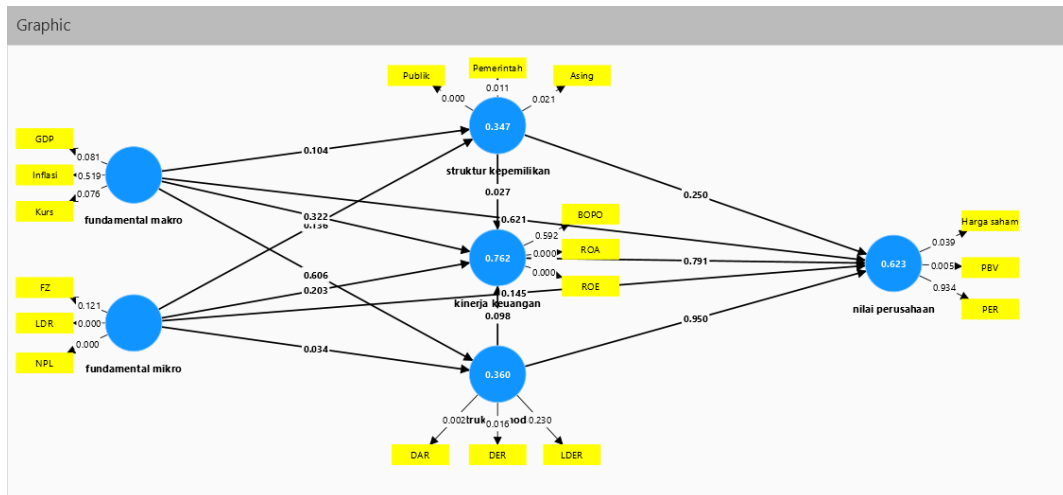 Graphic
Publik
Pemerintah
Asing
0.000
0.011
0.021
0.347
struktur kepemilikan
GDP
Inflasi
Kurs
0.081
0.519
0.076
fundamental makro
0.104
0.322
0.136
0.027
0.621
0.250
BOPO
ROA
ROE
0.592
0.000
0.000
0.762
kinerja keuangan
0.791
0.606
0.203
0.145
0.098
FZ
LDR
NPL
0.121
0.000
0.000
fundamental mikro
0.034
0.950
0.360
0.002
0.016
0.230
DAR
DER
LDER
0.623
nilai perusahaan
Harga saham
PBV
PER
0.039
0.005
0.934